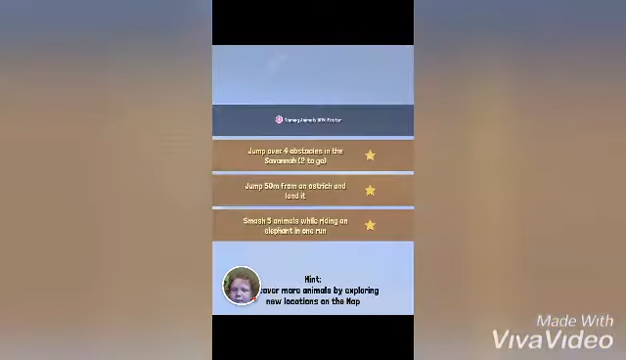 Jump over 4 obstacles in the
Savannah (2 to go)
Jump 50m from an ostrich and
land it
Smash 5 animals while riding an
elephant in one run
Hint:
over more animals by exploring
new locations on the Map
Made With
VivaVideo